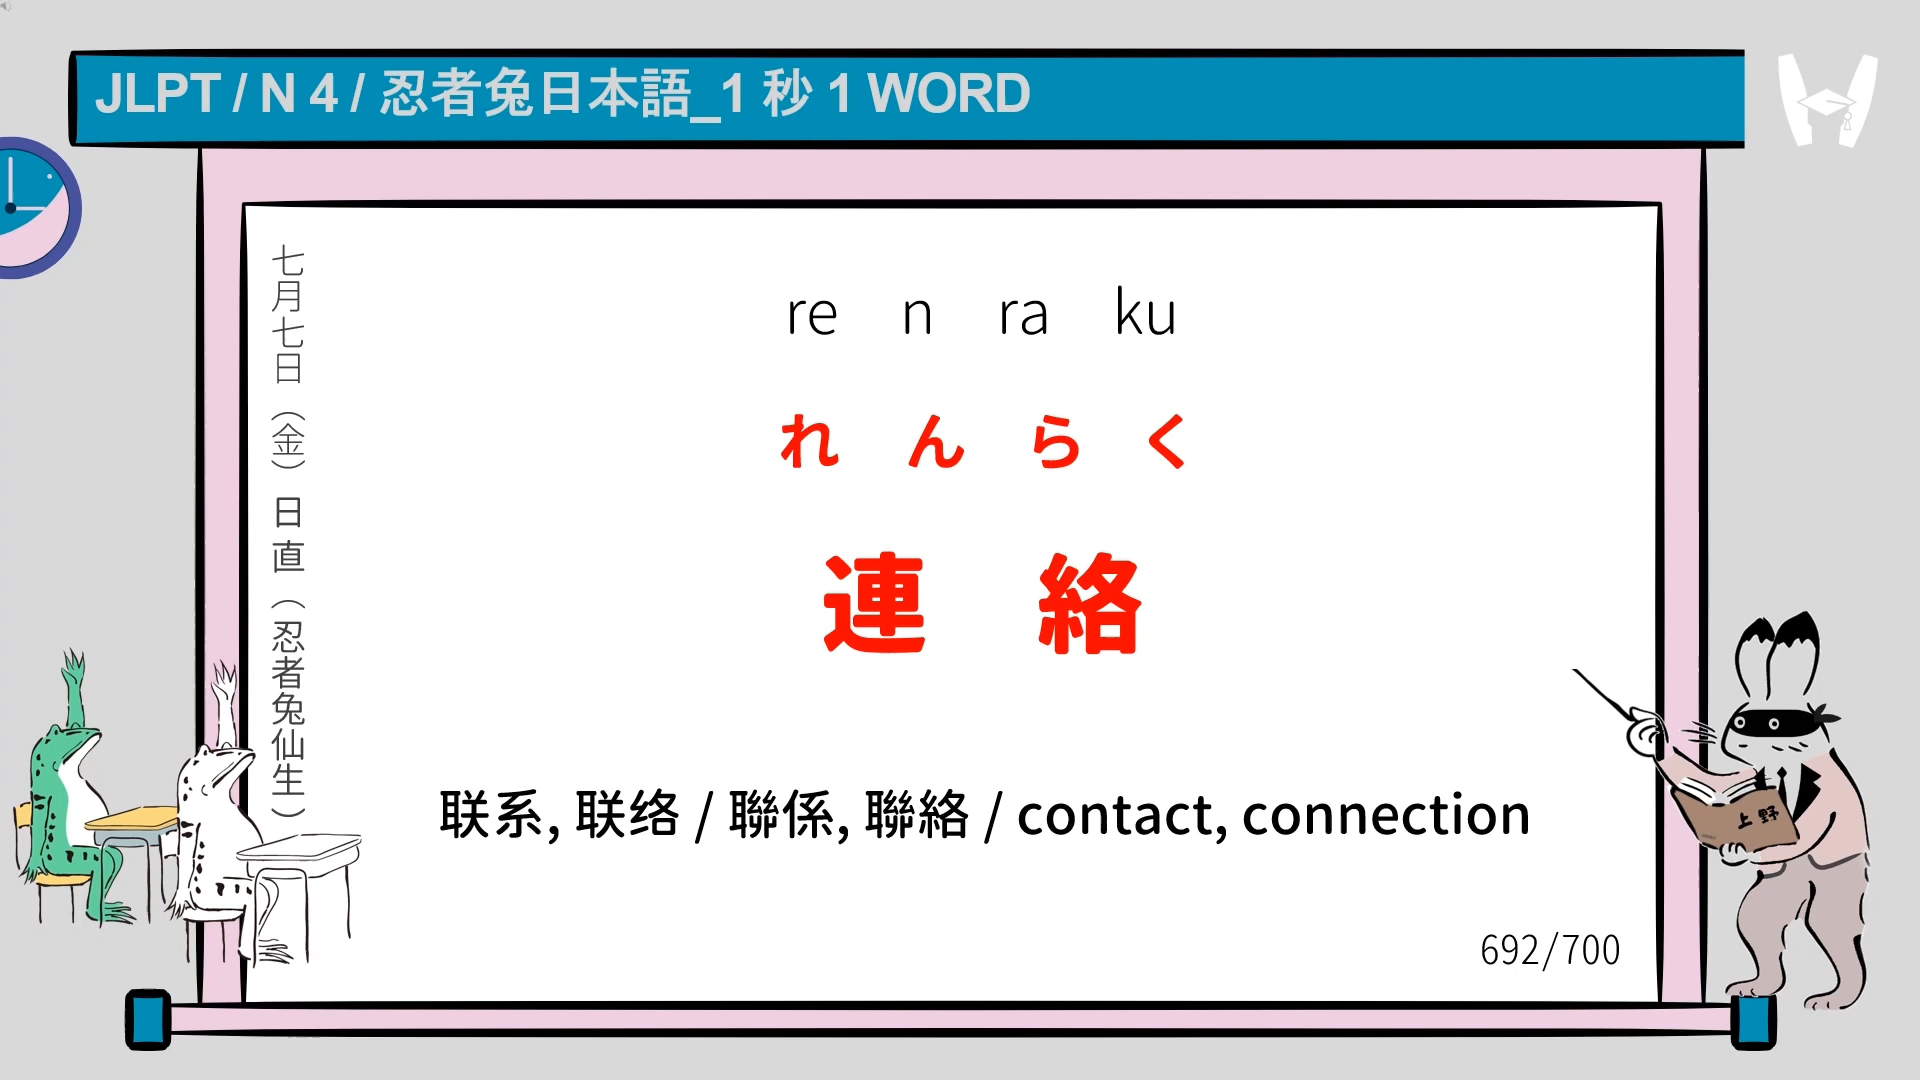 JLPT / N 4 / 忍者兔日本語_1 秒 1 WORD
七月七日（金）日直（忍者兔仙生）
re n ra ku
れ ん ら く
連 絡
联系, 联络 / 聯係, 聯絡 / contact, connection
上野
692/700